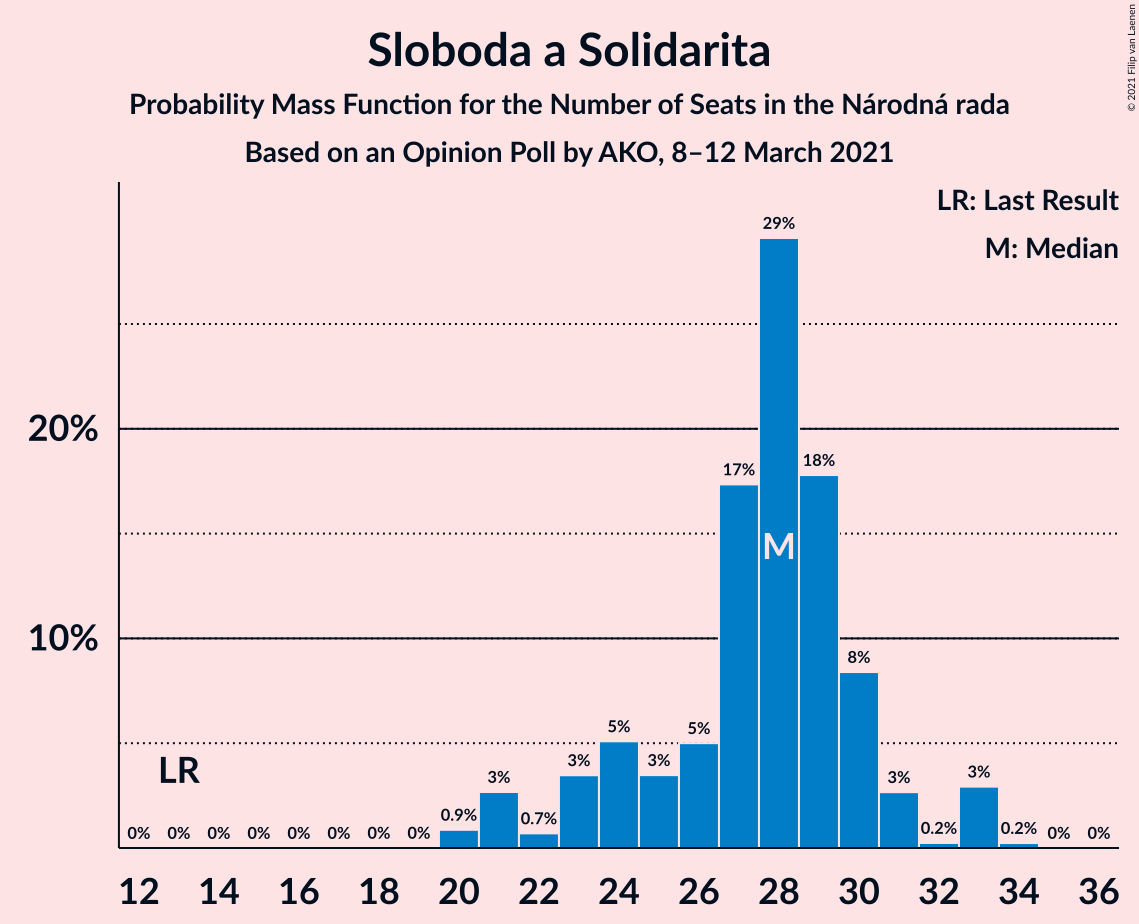 Sloboda a Solidarita
Probability Mass Function for the Number of Seats in the Národná rada
Based on an Opinion Poll by AKO, 8–12 March 2021
© 2021 Filip van Laenen
LR: Last Result
M: Median
20%
10%
LR
M
0% 0% 0% 0% 0% 0% 0% 0% 0.9% 3% 0.7% 3% 5% 3% 5% 17% 29% 18% 8% 3% 0.2% 3% 0.2% 0% 0%
12 14 16 18 20 22 24 26 28 30 32 34 36